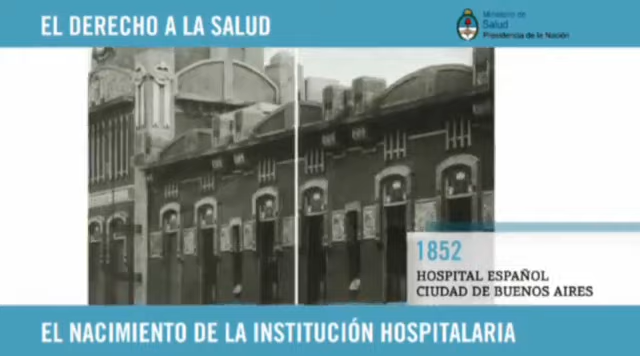 EL DERECHO A LA SALUD
Ministerio de
Salud
Presidencia de la Nación
1852
HOSPITAL ESPAÑOL
CIUDAD DE BUENOS AIRES
EL NACIMIENTO DE LA INSTITUCIÓN HOSPITALARIA